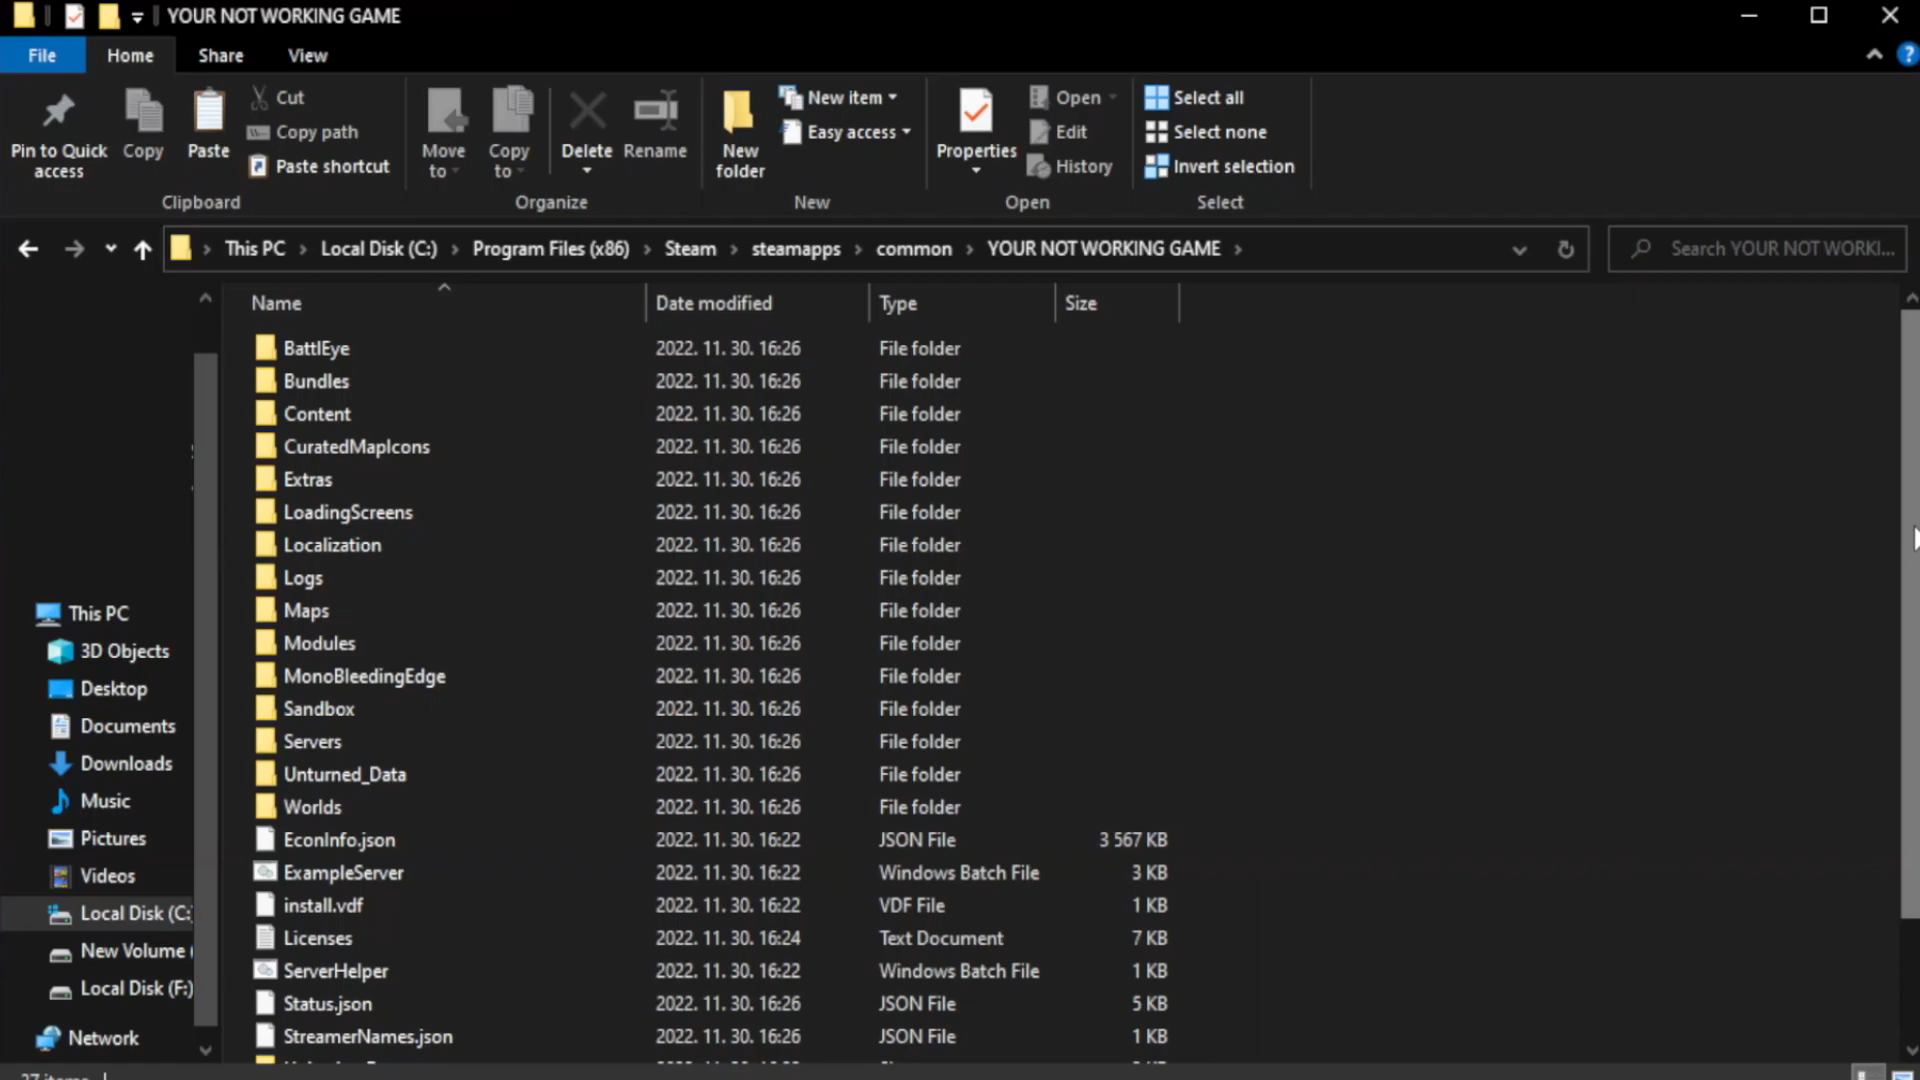 YOUR NOT WORKING GAME
File Home Share View
Pin to Quick access
Copy
Paste
Cut
Copy path
Paste shortcut
Move to
Copy to
Delete
Rename
New folder
New item
Easy access
Properties
Open
Edit
History
Select all
Select none
Invert selection
Clipboard Organize New Open Select
This PC Local Disk (C:) Program Files (x86) Steam steamapps common YOUR NOT WORKING GAME
Search YOUR NOT WORKI...
Name Date modified Type Size
BattlEye 2022. 11. 30. 16:26 File folder
Bundles 2022. 11. 30. 16:26 File folder
Content 2022. 11. 30. 16:26 File folder
CuratedMapIcons 2022. 11. 30. 16:26 File folder
Extras 2022. 11. 30. 16:26 File folder
LoadingScreens 2022. 11. 30. 16:26 File folder
Localization 2022. 11. 30. 16:26 File folder
Logs 2022. 11. 30. 16:26 File folder
Maps 2022. 11. 30. 16:26 File folder
Modules 2022. 11. 30. 16:26 File folder
MonoBleedingEdge 2022. 11. 30. 16:26 File folder
Sandbox 2022. 11. 30. 16:26 File folder
Servers 2022. 11. 30. 16:26 File folder
Unturned_Data 2022. 11. 30. 16:26 File folder
Worlds 2022. 11. 30. 16:26 File folder
EconInfo.json 2022. 11. 30. 16:22 JSON File 3 567 KB
ExampleServer 2022. 11. 30. 16:22 Windows Batch File 3 KB
install.vdf 2022. 11. 30. 16:22 VDF File 1 KB
Licenses 2022. 11. 30. 16:24 Text Document 7 KB
ServerHelper 2022. 11. 30. 16:22 Windows Batch File 1 KB
Status.json 2022. 11. 30. 16:26 JSON File 5 KB
StreamerNames.json 2022. 11. 30. 16:26 JSON File 1 KB
This PC
3D Objects
Desktop
Documents
Downloads
Music
Pictures
Videos
Local Disk (C:
New Volume (
Local Disk (F:)
Network